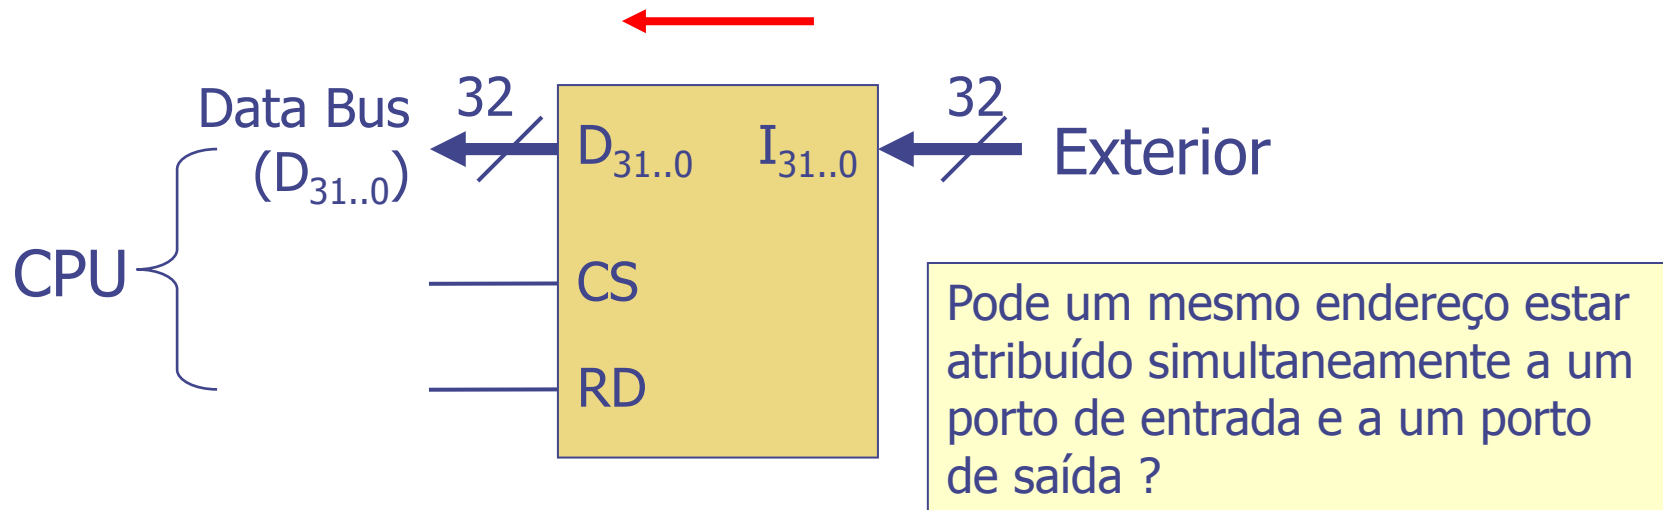 Data Bus
(D31..0)
32
32
D31..0
I31..0
Exterior
CPU
CS
RD
Pode um mesmo endereço estar
atribuído simultaneamente a um
porto de entrada e a um porto
de saída ?